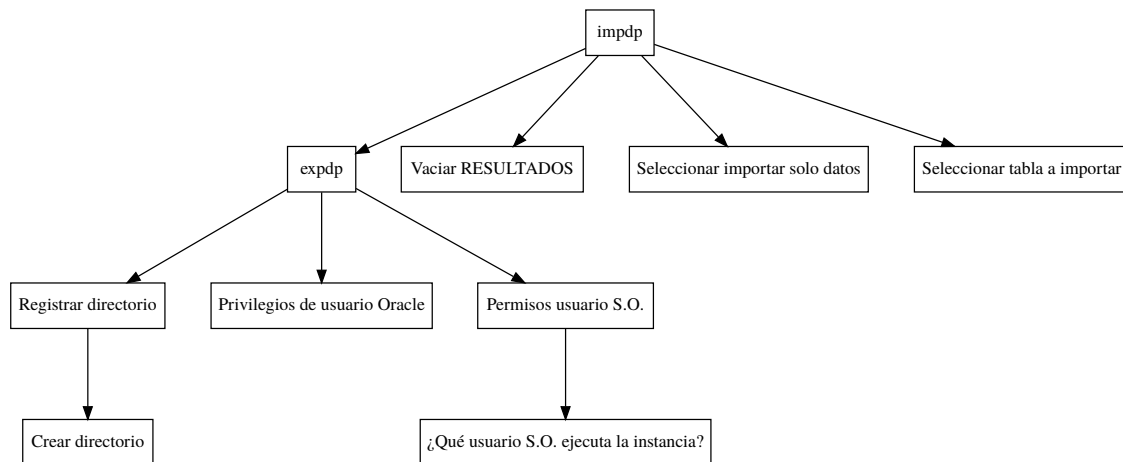 impdp
expdp
Vaciar RESULTADOS
Seleccionar importar solo datos
Seleccionar tabla a importar
Registrar directorio
Privilegios de usuario Oracle
Permisos usuario S.O.
Crear directorio
¿Qué usuario S.O. ejecuta la instancia?